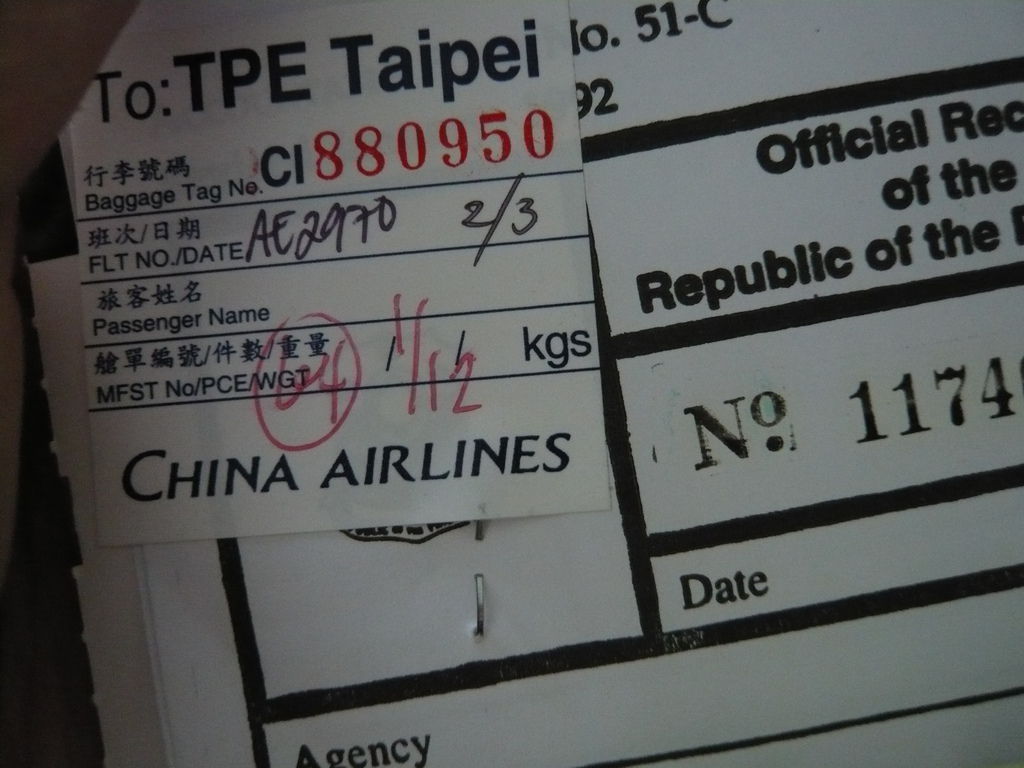 To: TPE Taipei
行李號碼
Baggage Tag No. CI 880950
班次/日期
FLT NO./DATE AE2970 2/3
旅客姓名
Passenger Name
艙單編號/件數/重量
MFST No/PCE/WGT / 1/12 / kgs
CHINA AIRLINES
No. 51-C
92
Official Rec
of the
Republic of the
Nº 1174
Date
Agency